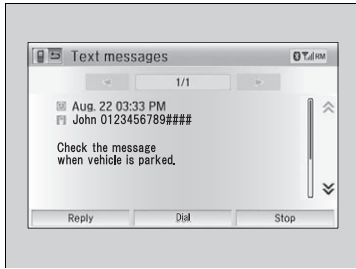 Text messages
1/1
Aug. 22 03:33 PM
John 0123456789####
Check the message
when vehicle is parked.
Reply Dial Stop